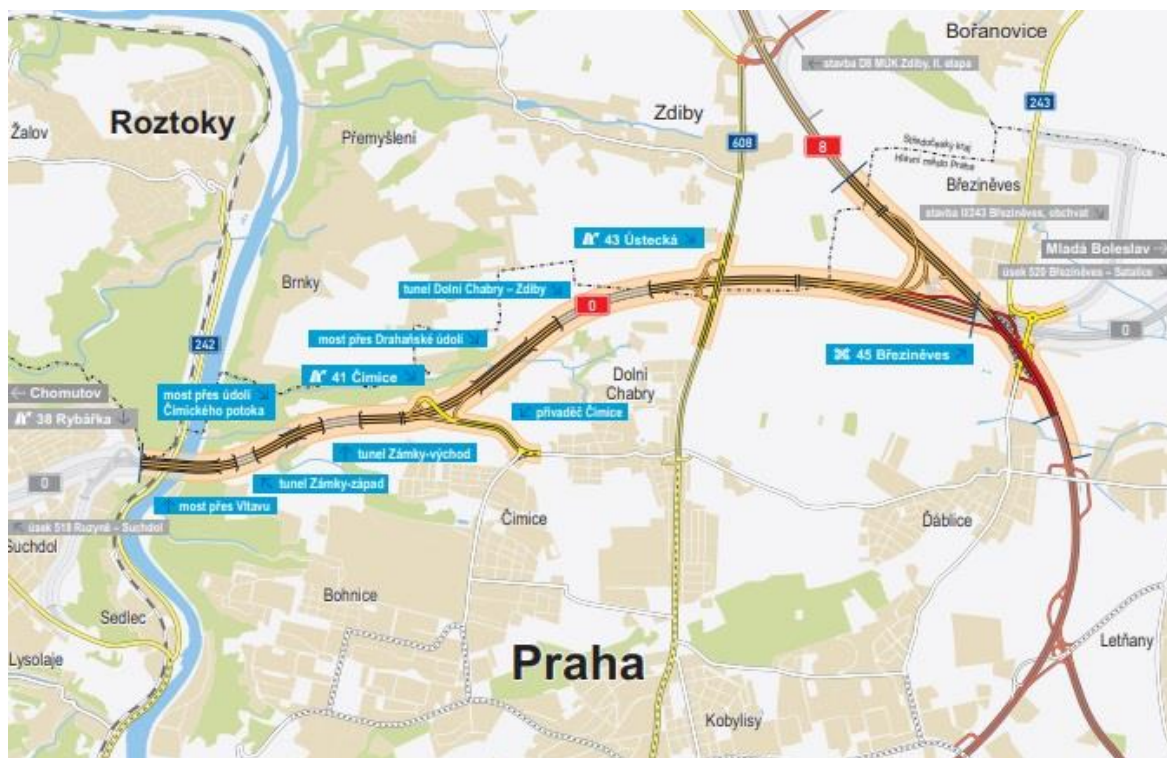 Bořanovice
← stavba D8 MÚK Zdiby, II. etapa
243
Roztoky
Zdiby
Žalov
Přemyšlení
608
8
Středočeský kraj
Hlavní město Praha
Březiněves
stavba II/243 Březiněves, obchvat ↘
43 Ústecká ↘
Mladá Boleslav →
úsek 520 Březiněves – Satalice ↘
Brnky
tunel Dolní Chabry – Zdiby ↘
0
0
242
most přes Drahaňské údolí ↘
45 Březiněves ↗
41 Čimice ↘
Dolní
Chabry
← Chomutov
most přes údolí ↘
Čimického potoka
38 Rybářka ↓
přivaděč Čimice
tunel Zámky-východ
0
tunel Zámky-západ
most přes Vltavu
Čimice
Ďáblice
úsek 518 Ruzyně – Suchdol
Suchdol
Bohnice
Sedlec
Letňany
Lysolaje
Praha
Kobylisy